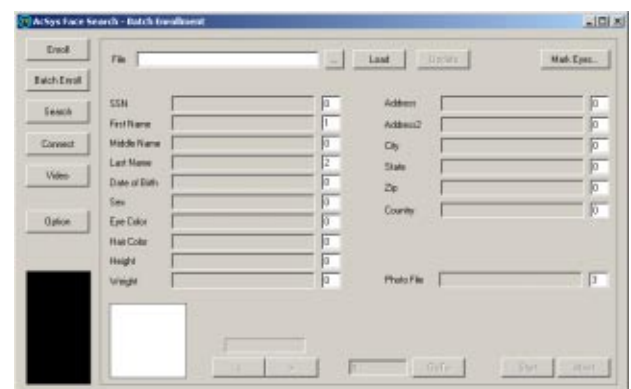 AcSys Face Search - Batch Enrollment
Enroll
Batch Enroll
Search
Connect
Video
Option
File ... Load Update Mark Eyes...
SSN 0
First Name 1
Middle Name 0
Last Name 2
Date of Birth 0
Sex 0
Eye Color 0
Hair Color 0
Height 0
Weight 0
Address 0
Address2 0
City 0
State 0
Zip 0
Country 0
Photo File 3
< > GoTo Start